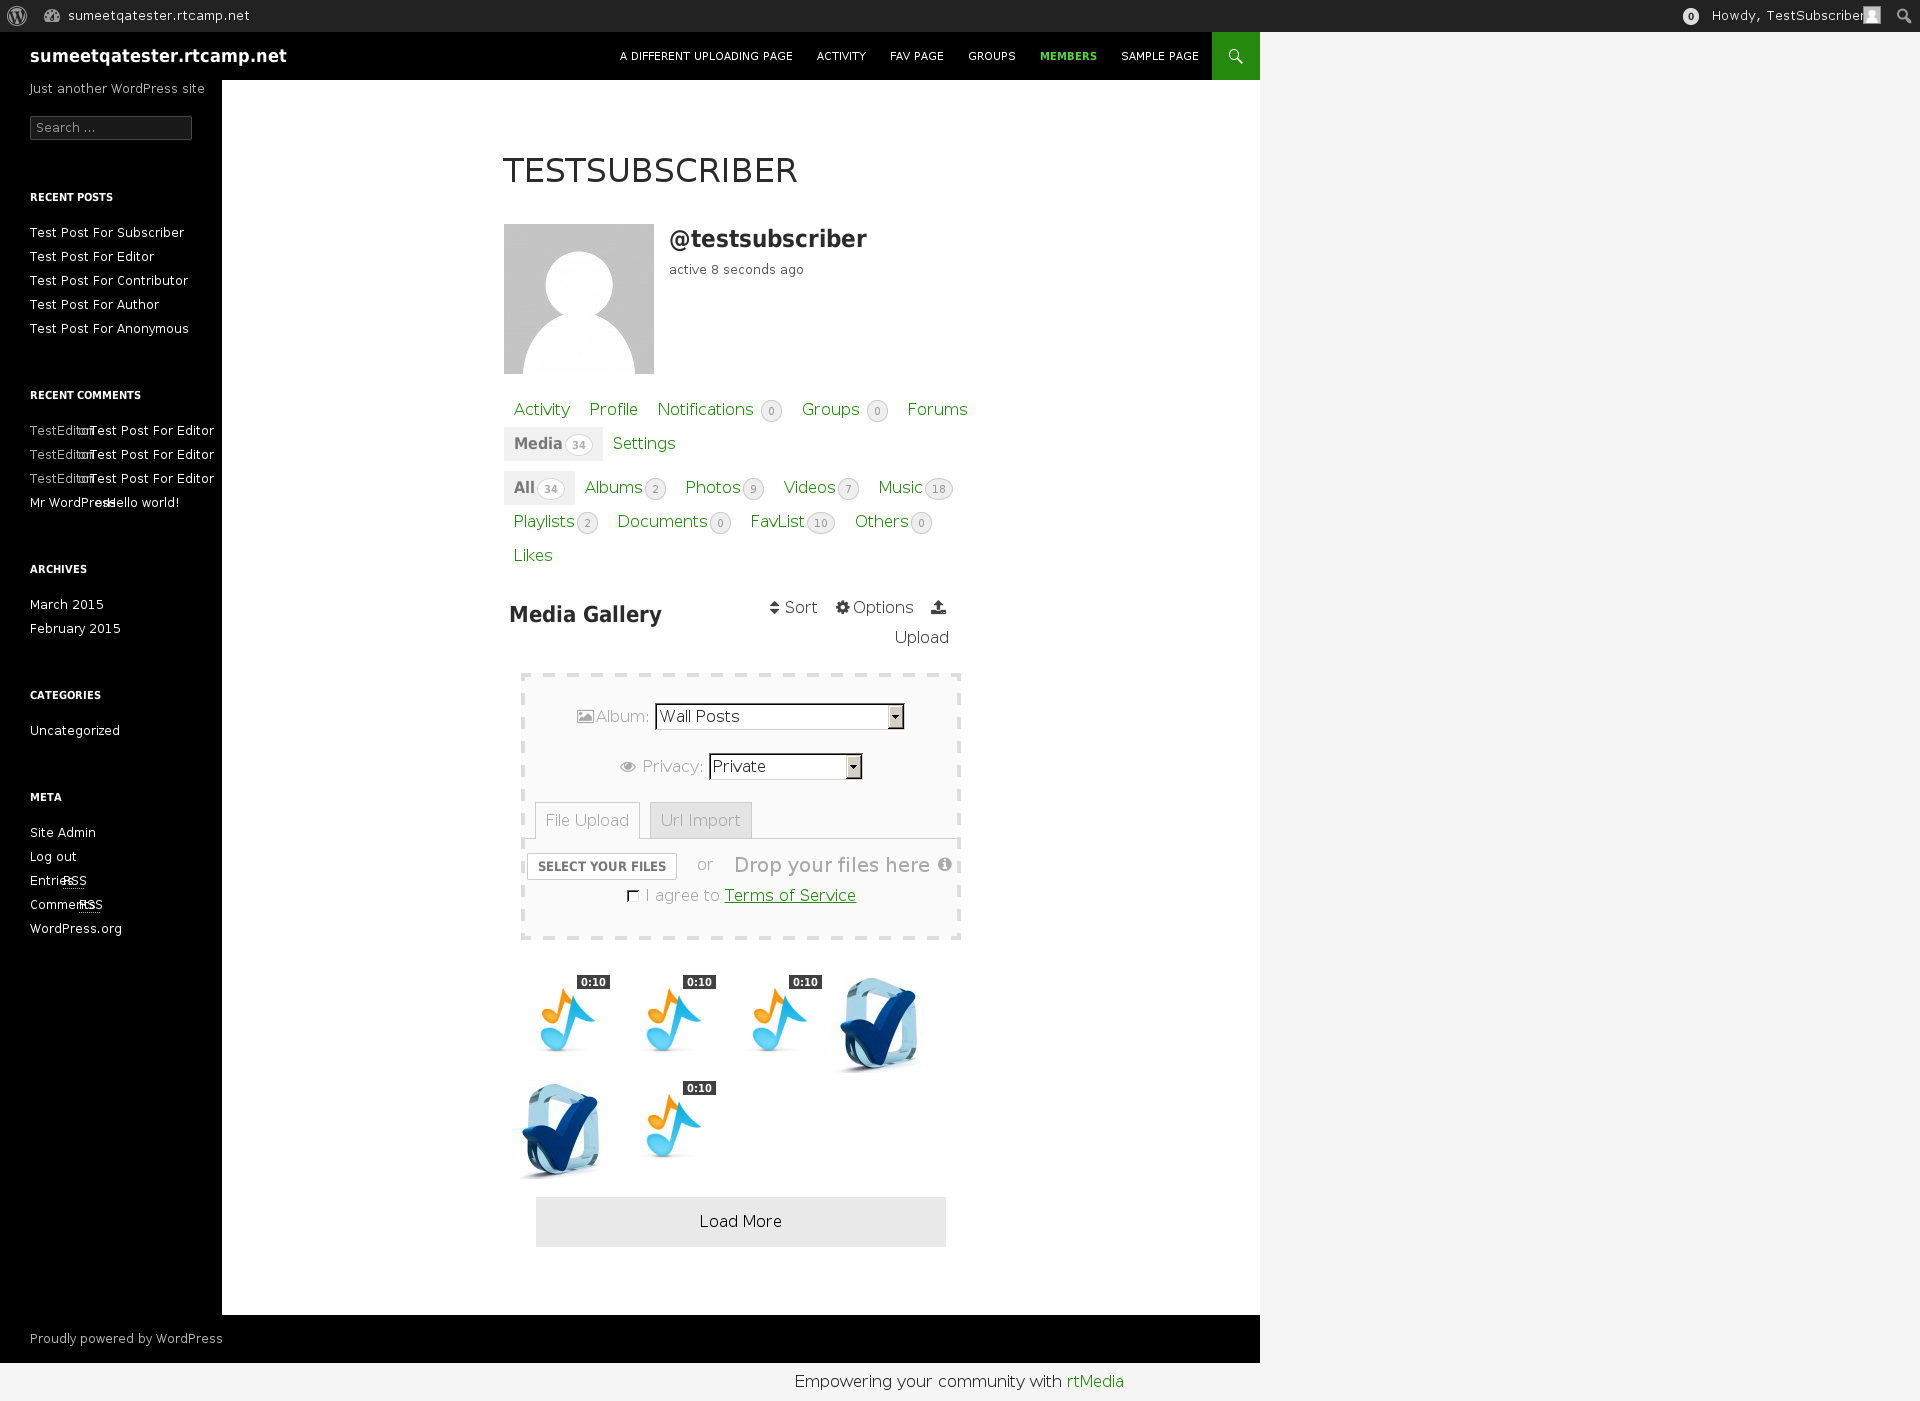 sumeetqatester.rtcamp.net
0 Howdy, TestSubscriber
sumeetqatester.rtcamp.net
A DIFFERENT UPLOADING PAGE ACTIVITY FAV PAGE GROUPS MEMBERS SAMPLE PAGE
Just another WordPress site
Search ...
RECENT POSTS
Test Post For Subscriber
Test Post For Editor
Test Post For Contributor
Test Post For Author
Test Post For Anonymous
RECENT COMMENTS
TestEditor on Test Post For Editor
TestEditor on Test Post For Editor
TestEditor on Test Post For Editor
Mr WordPress on Hello world!
ARCHIVES
March 2015
February 2015
CATEGORIES
Uncategorized
META
Site Admin
Log out
Entries RSS
Comments RSS
WordPress.org
TESTSUBSCRIBER
@testsubscriber
active 8 seconds ago
Activity Profile Notifications 0 Groups 0 Forums
Media 34 Settings
All 34 Albums 2 Photos 9 Videos 7 Music 18
Playlists 2 Documents 0 FavList 10 Others 0
Likes
Media Gallery
Sort Options
Upload
Album: Wall Posts
Privacy: Private
File Upload Url Import
SELECT YOUR FILES or Drop your files here
I agree to Terms of Service
0:10 0:10 0:10
0:10
Load More
Proudly powered by WordPress
Empowering your community with rtMedia